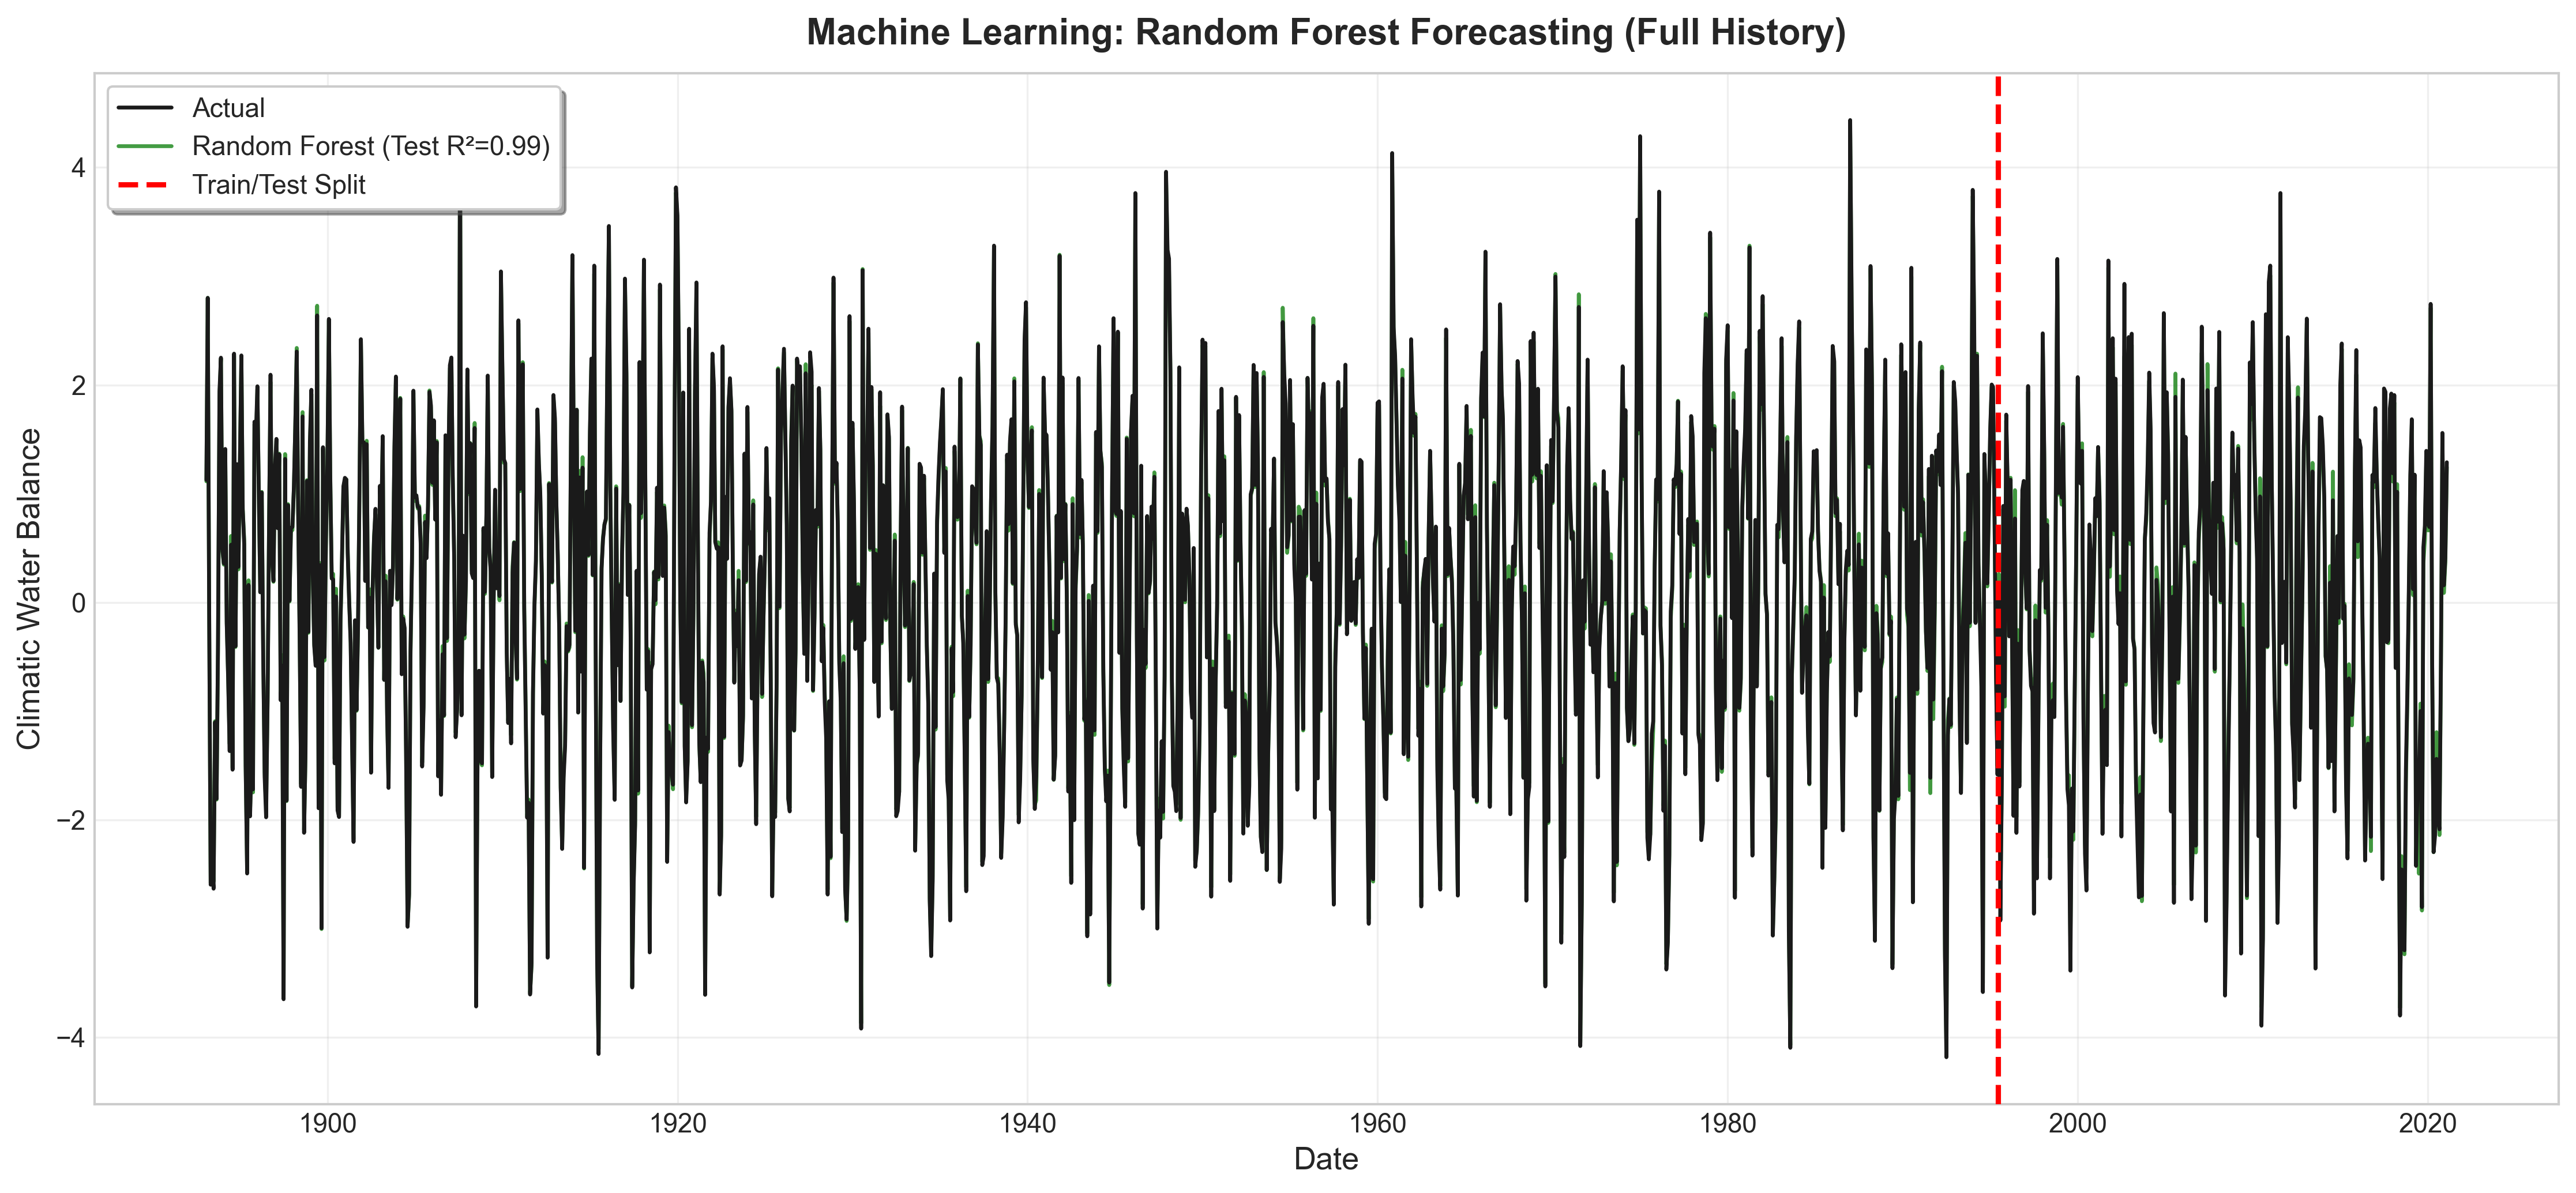 Machine Learning: Random Forest Forecasting (Full History)
Actual
Random Forest (Test R²=0.99)
Train/Test Split
Climatic Water Balance
4
2
0
−2
−4
1900
1920
1940
1960
1980
2000
2020
Date